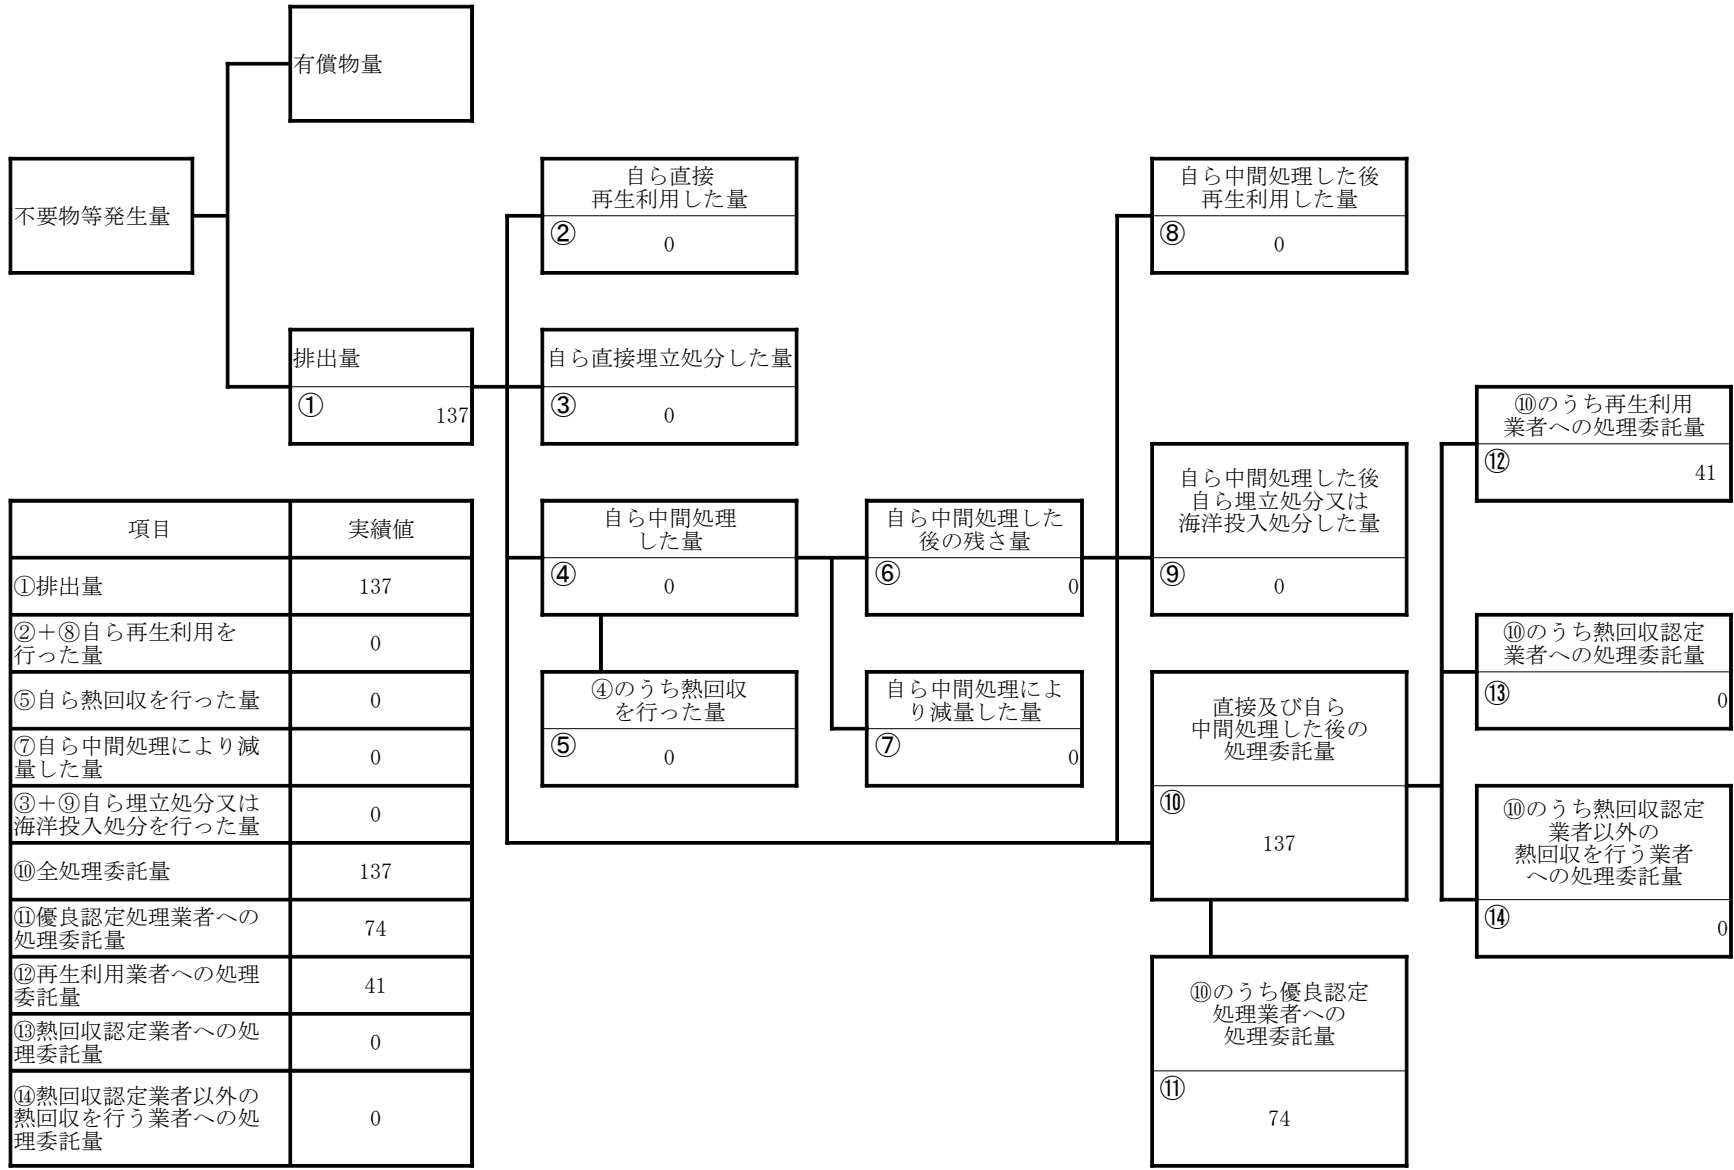 有償物量
不要物等発生量
自ら直接
再生利用した量
②
0
自ら中間処理した後
再生利用した量
⑧
0
排出量
①
137
自ら直接埋立処分した量
③
0
⑩のうち再生利用
業者への処理委託量
⑫
41
自ら中間処理
した量
④
0
自ら中間処理した
後の残さ量
⑥
0
自ら中間処理した後
自ら埋立処分又は
海洋投入処分した量
⑨
0
⑩のうち熱回収認定
業者への処理委託量
⑬
0
④のうち熱回収
を行った量
⑤
0
自ら中間処理によ
り減量した量
⑦
0
直接及び自ら
中間処理した後の
処理委託量
⑩
137
⑩のうち熱回収認定
業者以外の
熱回収を行う業者
への処理委託量
⑭
0
⑩のうち優良認定
処理業者への
処理委託量
⑪
74
項目 実績値
①排出量 137
②+⑧自ら再生利用を
行った量 0
⑤自ら熱回収を行った量 0
⑦自ら中間処理により減
量した量 0
③+⑨自ら埋立処分又は
海洋投入処分を行った量 0
⑩全処理委託量 137
⑪優良認定処理業者への
処理委託量 74
⑫再生利用業者への処理
委託量 41
⑬熱回収認定業者への処
理委託量 0
⑭熱回収認定業者以外の
熱回収を行う業者への処
理委託量 0